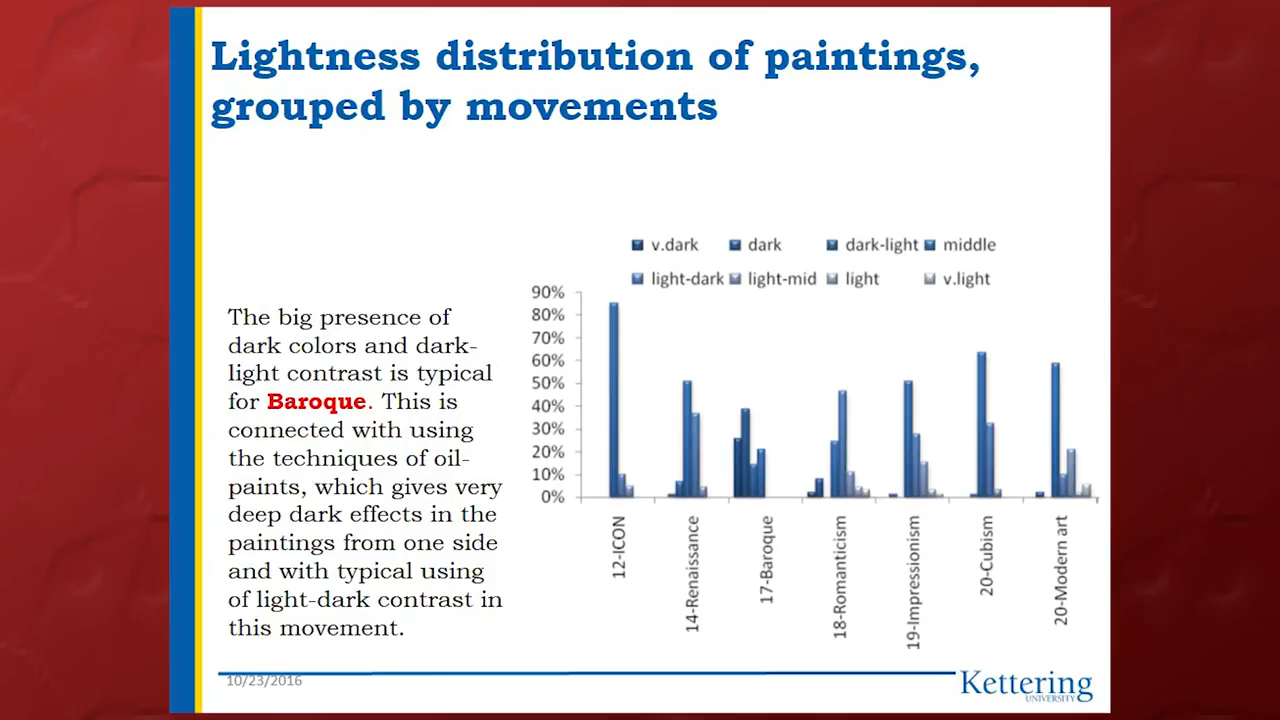 Lightness distribution of paintings,
grouped by movements
v.dark dark dark-light middle
light-dark light-mid light v.light
90%
80%
70%
60%
50%
40%
30%
20%
10%
0%
12-ICON
14-Renaissance
17-Baroque
18-Romanticism
19-Impressionism
20-Cubism
20-Modern art
The big presence of
dark colors and dark-
light contrast is typical
for Baroque. This is
connected with using
the techniques of oil-
paints, which gives very
deep dark effects in the
paintings from one side
and with typical using
of light-dark contrast in
this movement.
10/23/2016
Kettering
UNIVERSITY